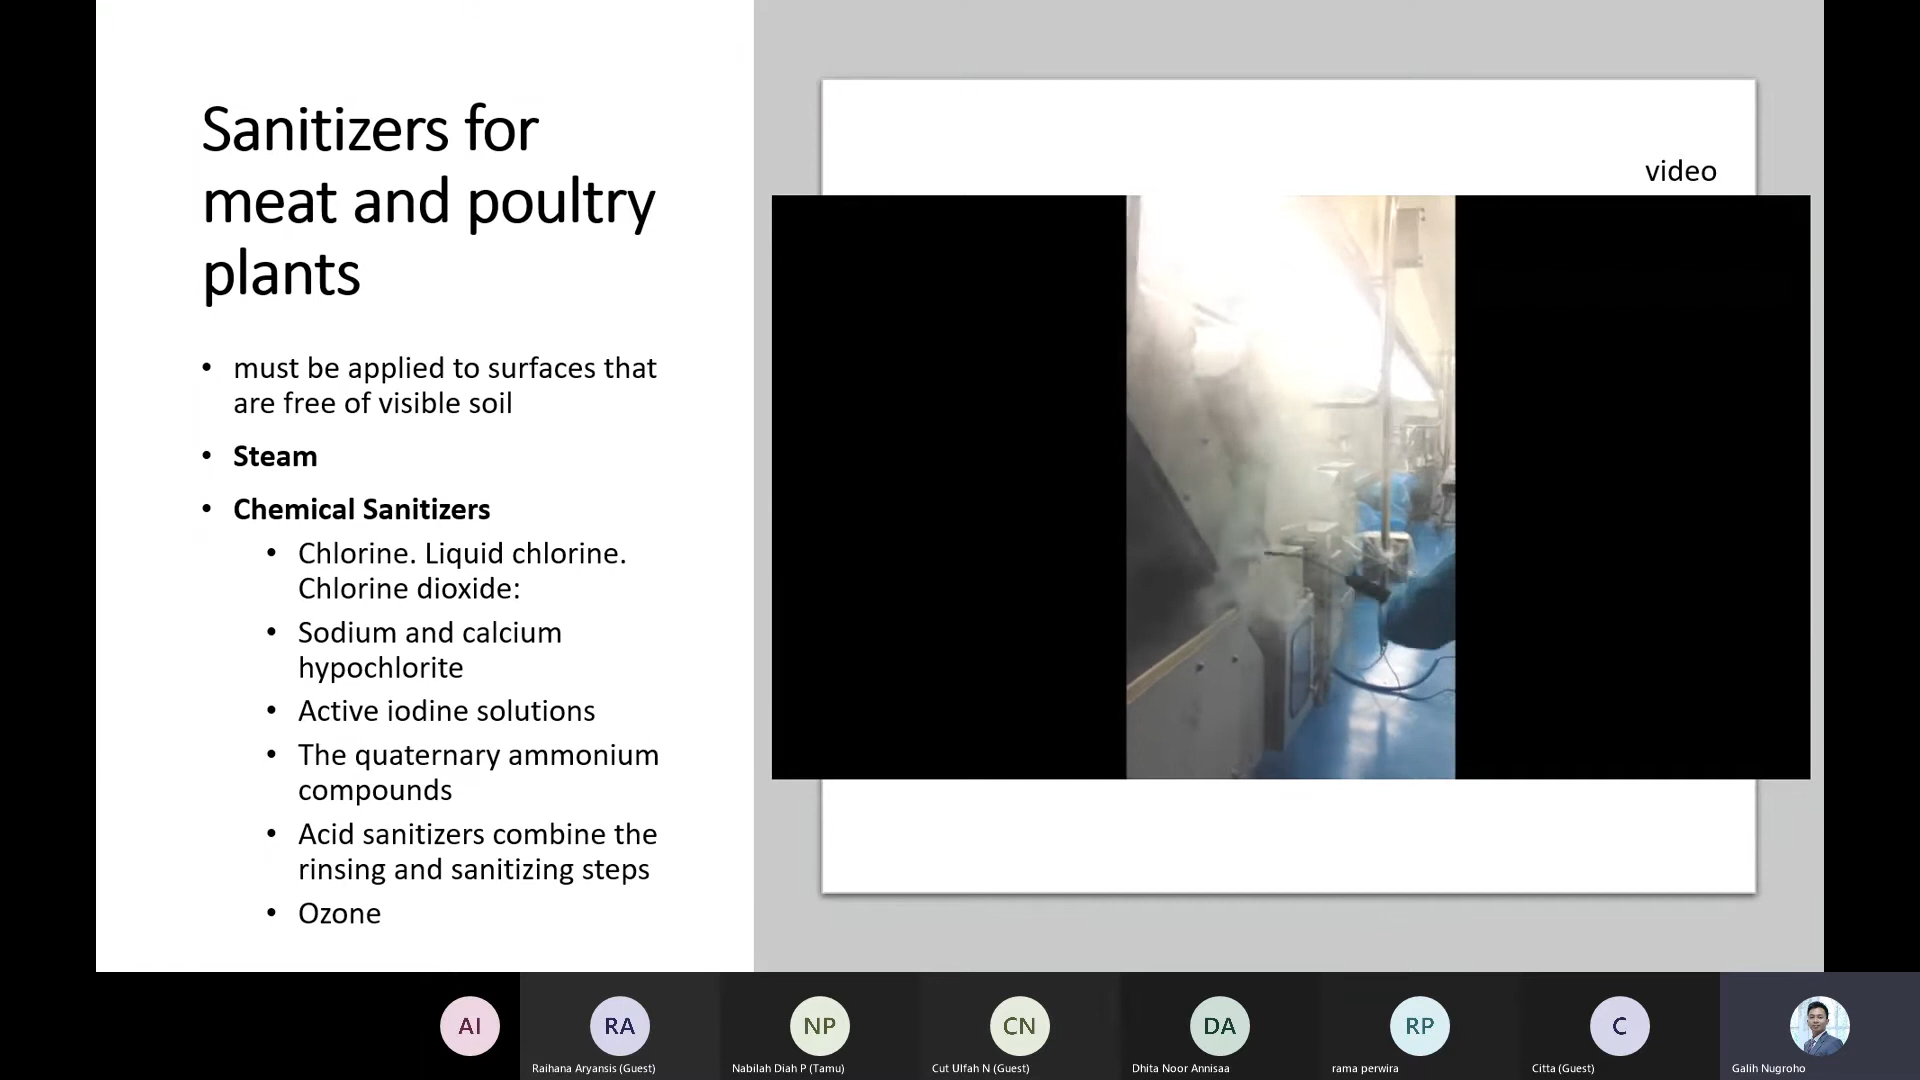 Sanitizers for
meat and poultry
plants
• must be applied to surfaces that
are free of visible soil
• Steam
• Chemical Sanitizers
• Chlorine. Liquid chlorine.
Chlorine dioxide:
• Sodium and calcium
hypochlorite
• Active iodine solutions
• The quaternary ammonium
compounds
• Acid sanitizers combine the
rinsing and sanitizing steps
• Ozone
video
AI
RA
NP
CN
DA
RP
C
Raihana Aryansis (Guest)
Nabilah Diah P (Tamu)
Cut Ulfah N (Guest)
Dhita Noor Annisaa
rama perwira
Citta (Guest)
Galih Nugroho